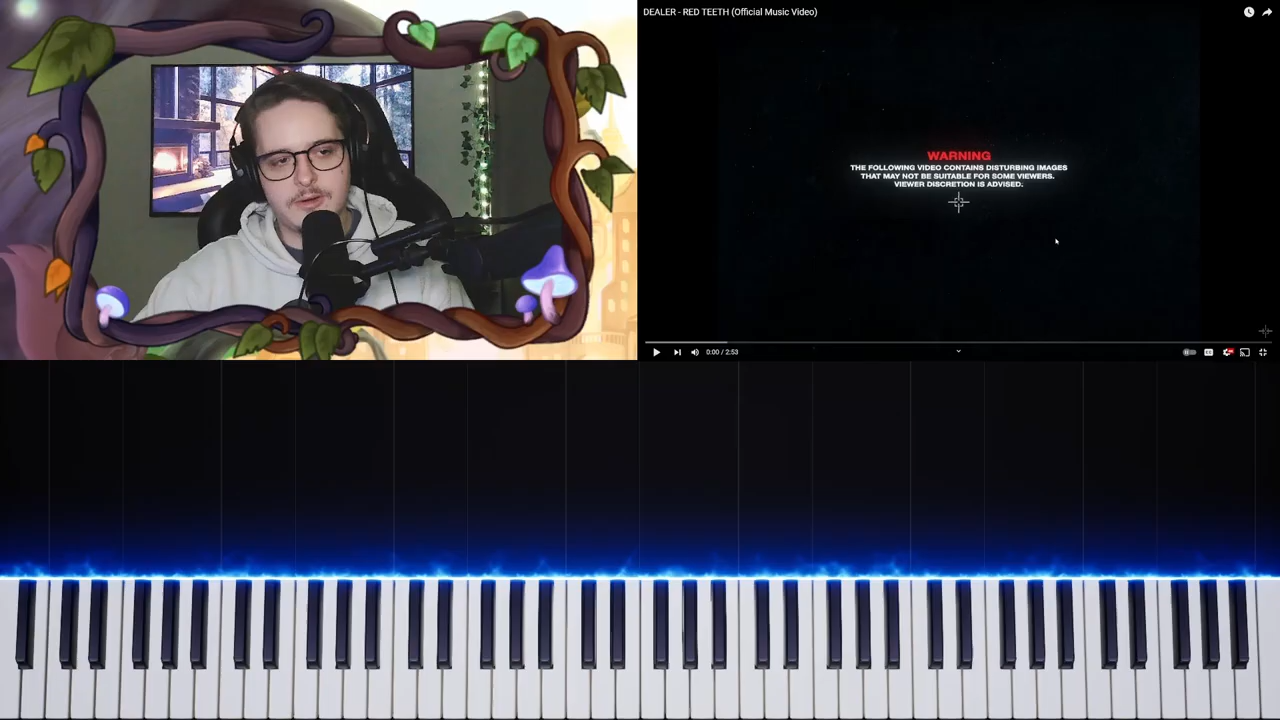 DEALER - RED TEETH (Official Music Video)
WARNING
THE FOLLOWING VIDEO CONTAINS DISTURBING IMAGES
THAT MAY NOT BE SUITABLE FOR SOME VIEWERS.
VIEWER DISCRETION IS ADVISED.
0:00 / 2:53